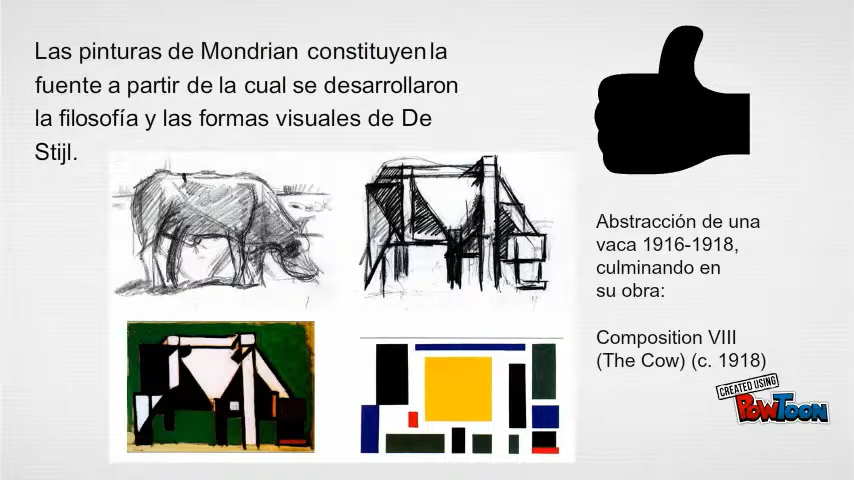 Las pinturas de Mondrian constituyen la
fuente a partir de la cual se desarrollaron
la filosofía y las formas visuales de De
Stijl.
Abstracción de una
vaca 1916-1918,
culminando en
su obra:
Composition VIII
(The Cow) (c. 1918)
CREATED USING
POWTOON